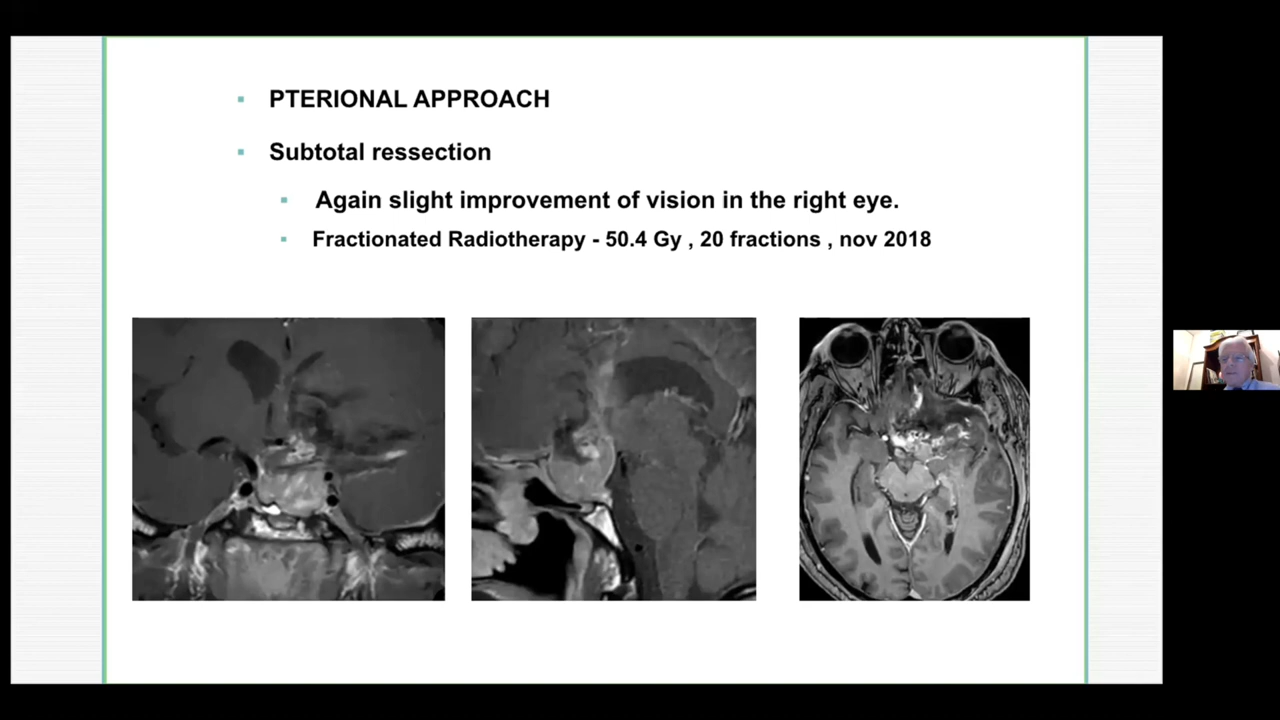 PTERIONAL APPROACH
Subtotal ressection
Again slight improvement of vision in the right eye.
Fractionated Radiotherapy - 50.4 Gy , 20 fractions , nov 2018